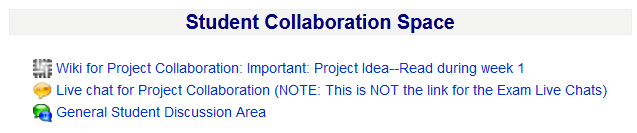 Student Collaboration Space
Wiki for Project Collaboration: Important: Project Idea--Read during week 1
Live chat for Project Collaboration (NOTE: This is NOT the link for the Exam Live Chats)
General Student Discussion Area